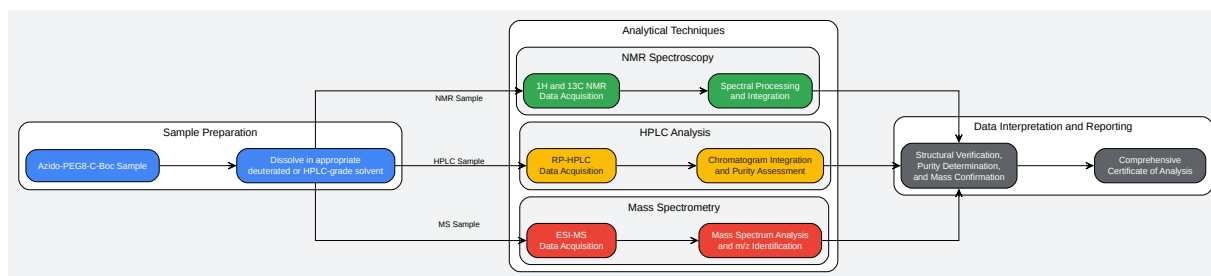 Analytical Techniques
NMR Spectroscopy
1H and 13C NMR
Data Acquisition
Spectral Processing
and Integration
NMR Sample
Sample Preparation
Azido-PEG8-C-Boc Sample
Dissolve in appropriate
deuterated or HPLC-grade solvent
HPLC Sample
HPLC Analysis
RP-HPLC
Data Acquisition
Chromatogram Integration
and Purity Assessment
Data Interpretation and Reporting
Structural Verification,
Purity Determination,
and Mass Confirmation
Comprehensive
Certificate of Analysis
MS Sample
Mass Spectrometry
ESI-MS
Data Acquisition
Mass Spectrum Analysis
and m/z Identification